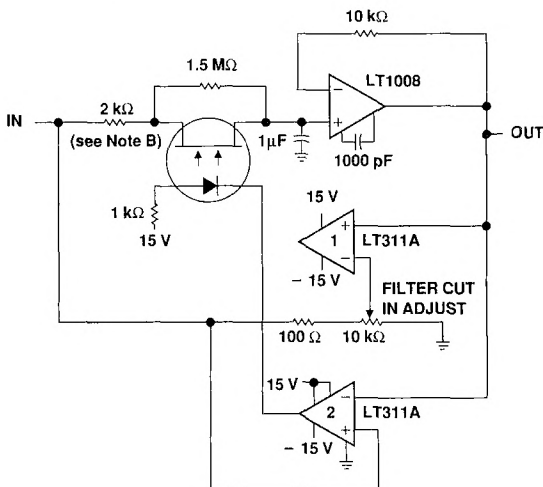 10 kΩ
1.5 MΩ
LT1008
IN
2 kΩ
(see Note B)
−
+
OUT
1μF
1000 pF
1 kΩ
15 V
15 V
+
1
LT311A
−
− 15 V
FILTER CUT
IN ADJUST
100 Ω
10 kΩ
15 V
−
2
LT311A
+
− 15 V